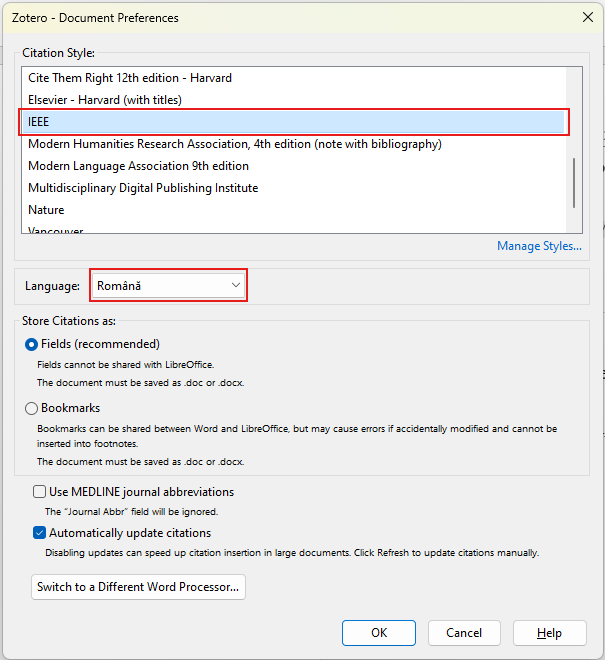 Zotero - Document Preferences
Citation Style:
Cite Them Right 12th edition - Harvard
Elsevier - Harvard (with titles)
IEEE
Modern Humanities Research Association, 4th edition (note with bibliography)
Modern Language Association 9th edition
Multidisciplinary Digital Publishing Institute
Nature
Vancouver
Manage Styles...
Language: Română
Store Citations as:
Fields (recommended)
Fields cannot be shared with LibreOffice.
The document must be saved as .doc or .docx.
Bookmarks
Bookmarks can be shared between Word and LibreOffice, but may cause errors if accidentally modified and cannot be
inserted into footnotes.
The document must be saved as .doc or .docx.
Use MEDLINE journal abbreviations
The “Journal Abbr” field will be ignored.
Automatically update citations
Disabling updates can speed up citation insertion in large documents. Click Refresh to update citations manually.
Switch to a Different Word Processor...
OK Cancel Help